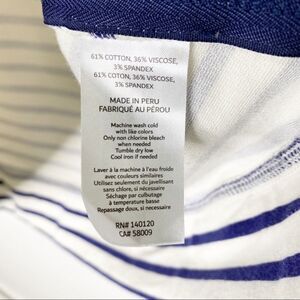 61% COTTON, 36% VISCOSE,
3% SPANDEX
61% COTON, 36% VISCOSE,
3% SPANDEX
MADE IN PERU
FABRIQUÉ AU PÉROU
Machine wash cold
with like colors
Only non chlorine bleach
when needed
Tumble dry low
Cool iron if needed
Laver à la machine à l'eau froide
avec couleurs similaires
Utilisez seulement du javellisant
sans chlore, si nécessaire
Séchage par culbutage
à temperature basse
Repassage doux, si nécessaire
RN# 140120
CA# 58009